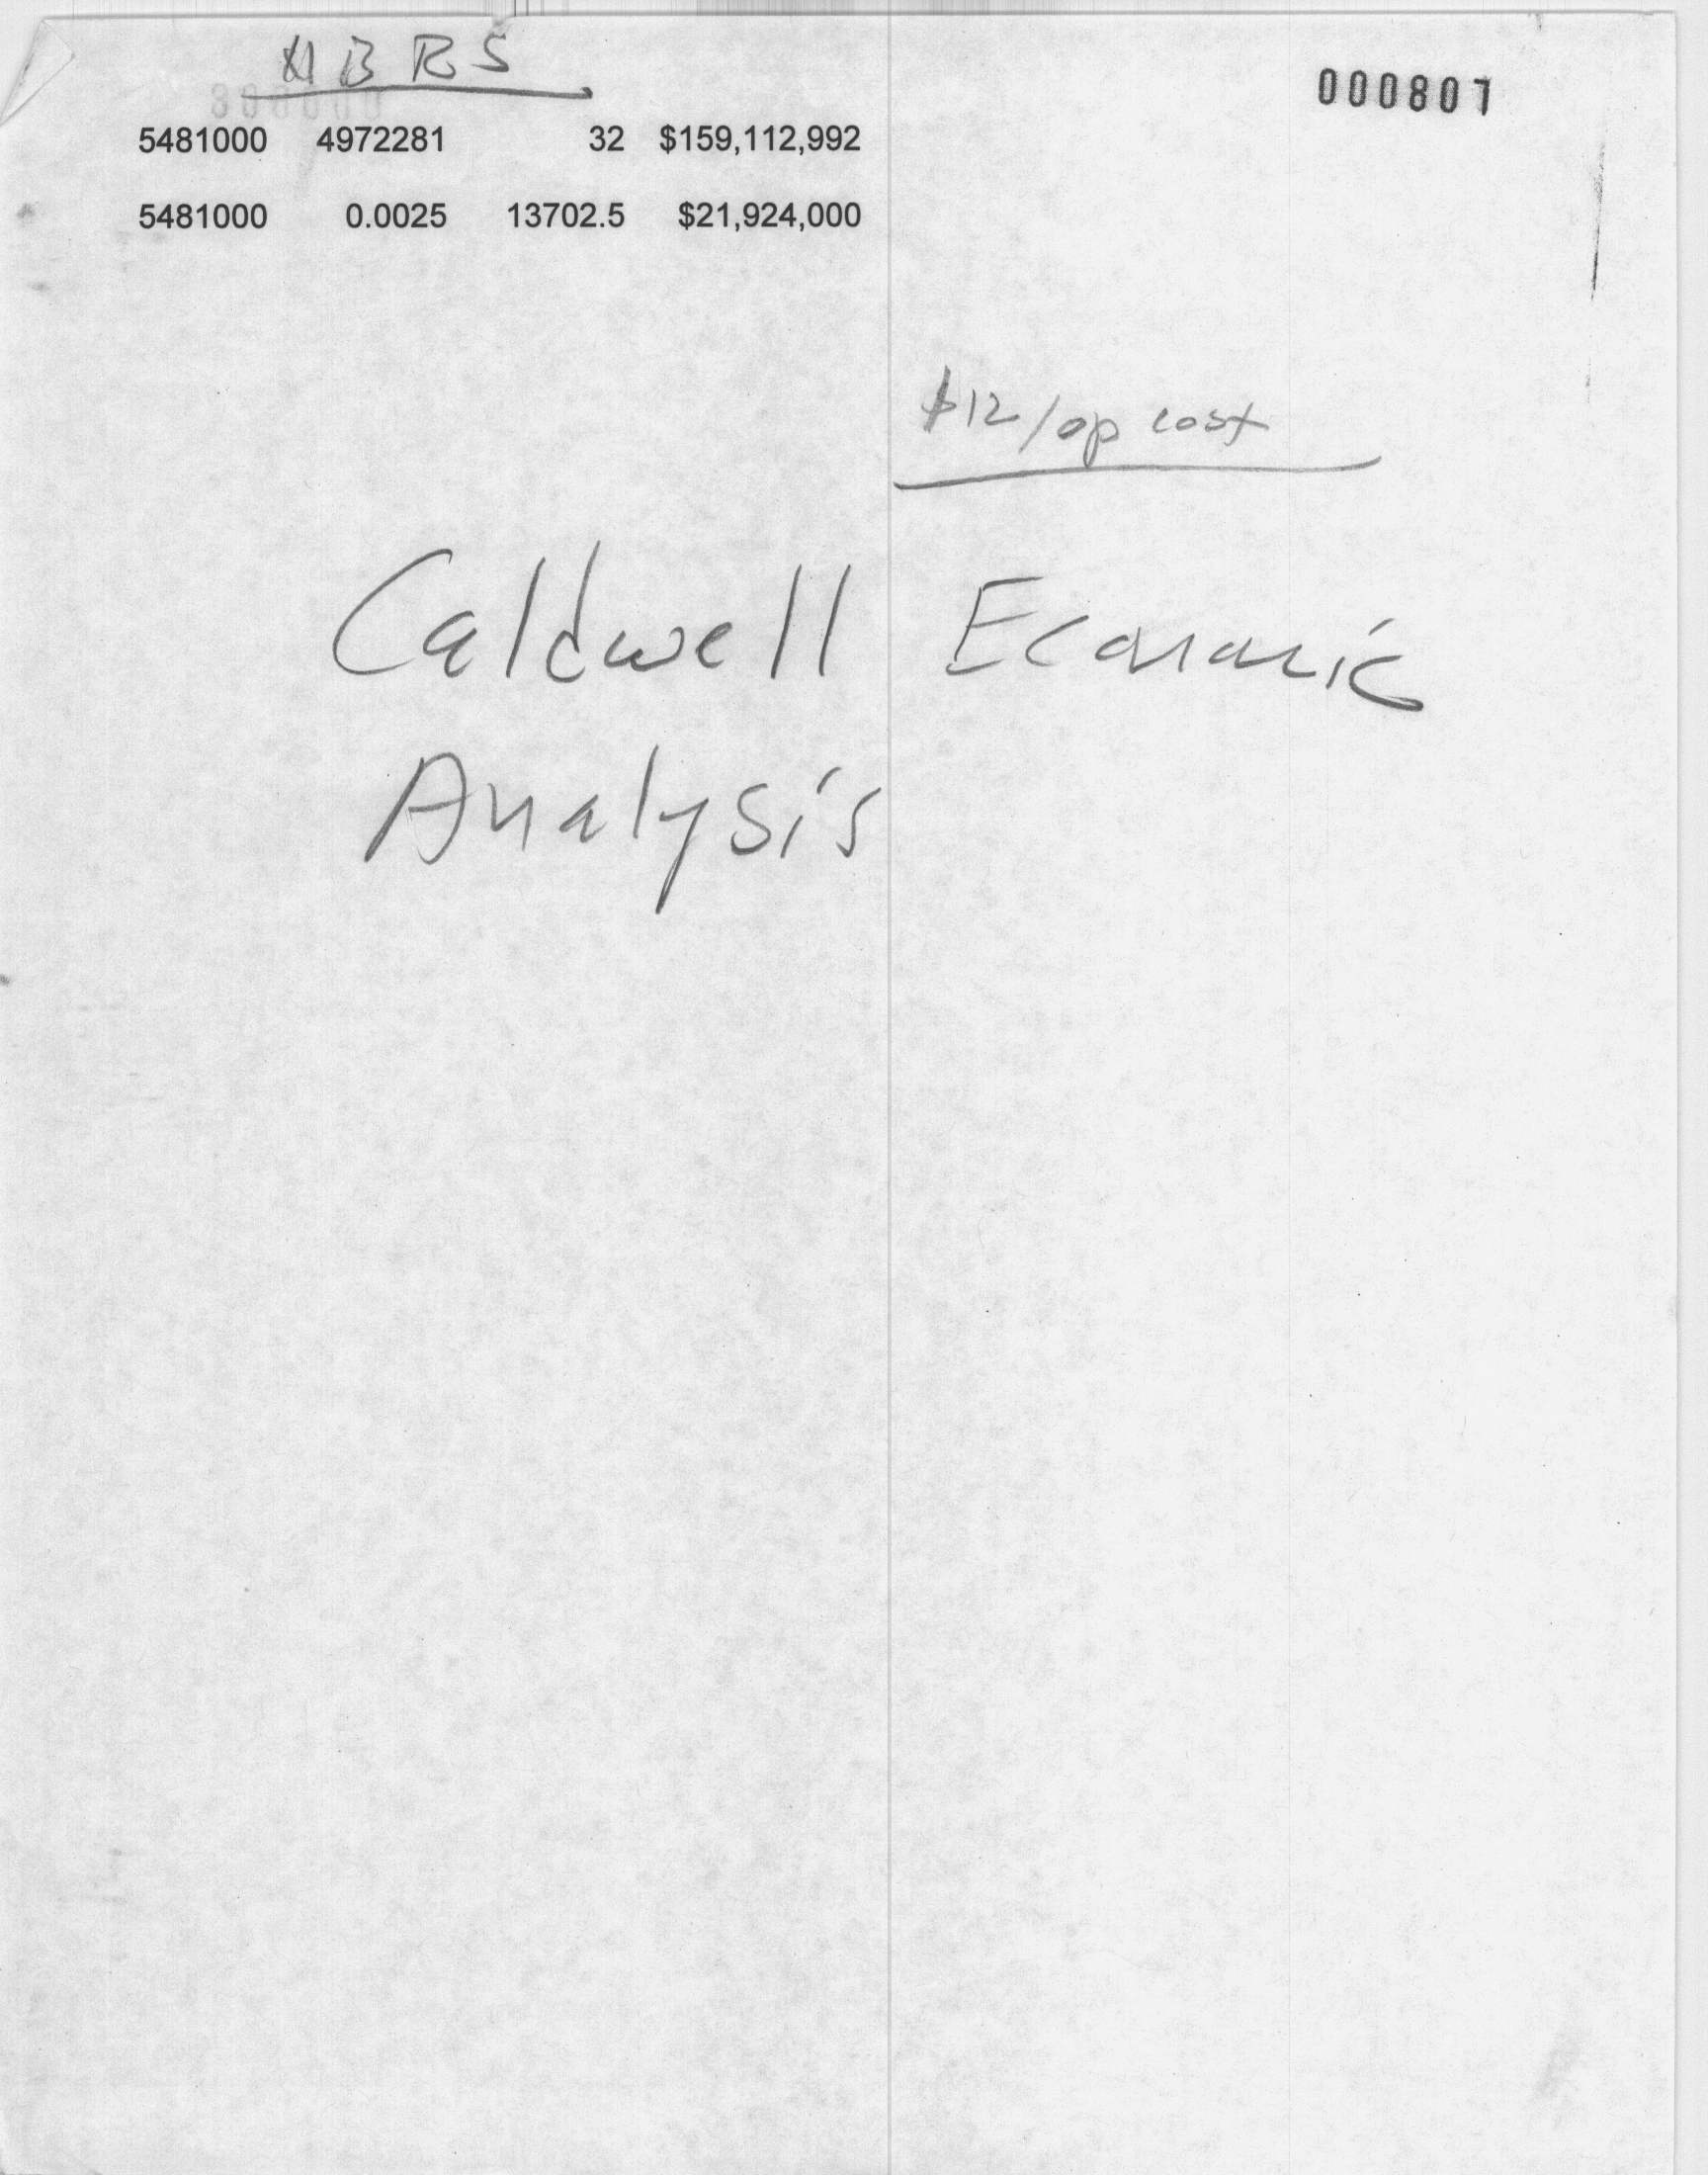 HBRS
000807
5481000 4972281 32 $159,112,992
5481000 0.0025 13702.5 $21,924,000
$12/op cost
Caldwell Economic
Analysis